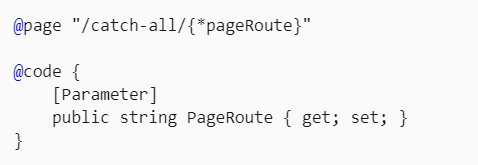 @page "/catch-all/{*pageRoute}"
@code {
    [Parameter]
    public string PageRoute { get; set; }
}